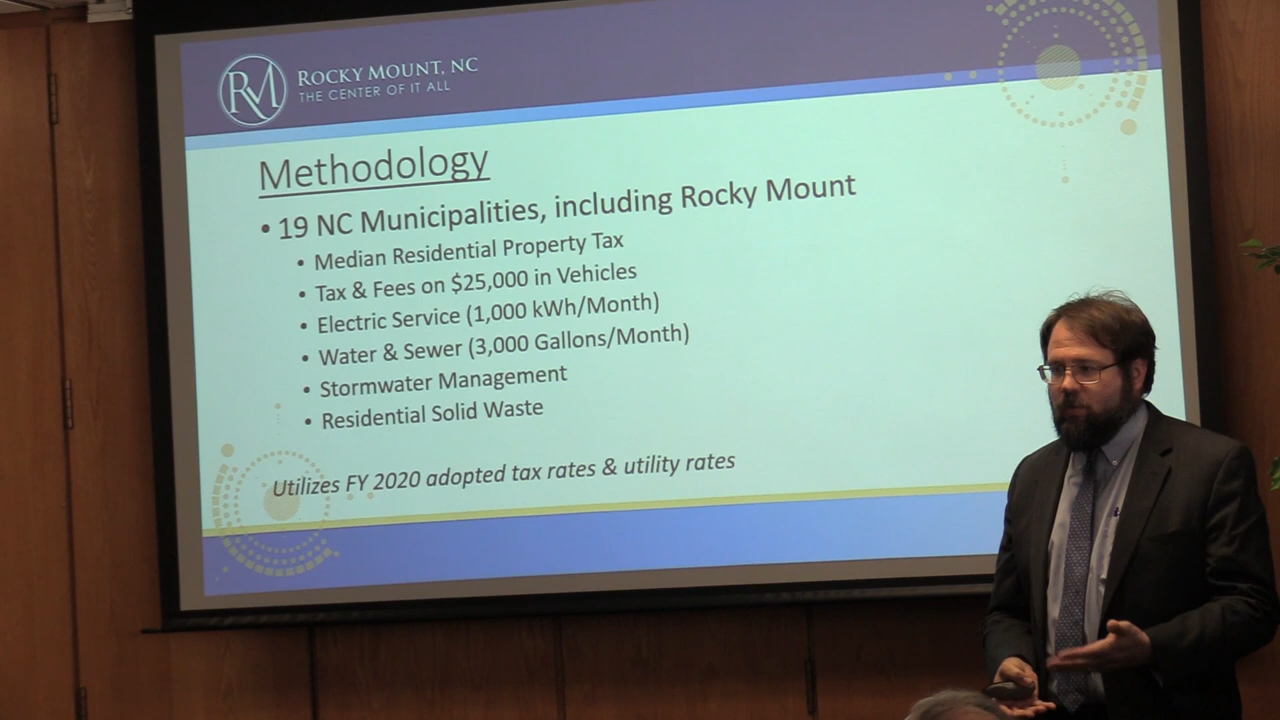 RM
ROCKY MOUNT, NC
THE CENTER OF IT ALL
Methodology
• 19 NC Municipalities, including Rocky Mount
• Median Residential Property Tax
• Tax & Fees on $25,000 in Vehicles
• Electric Service (1,000 kWh/Month)
• Water & Sewer (3,000 Gallons/Month)
• Stormwater Management
• Residential Solid Waste
Utilizes FY 2020 adopted tax rates & utility rates